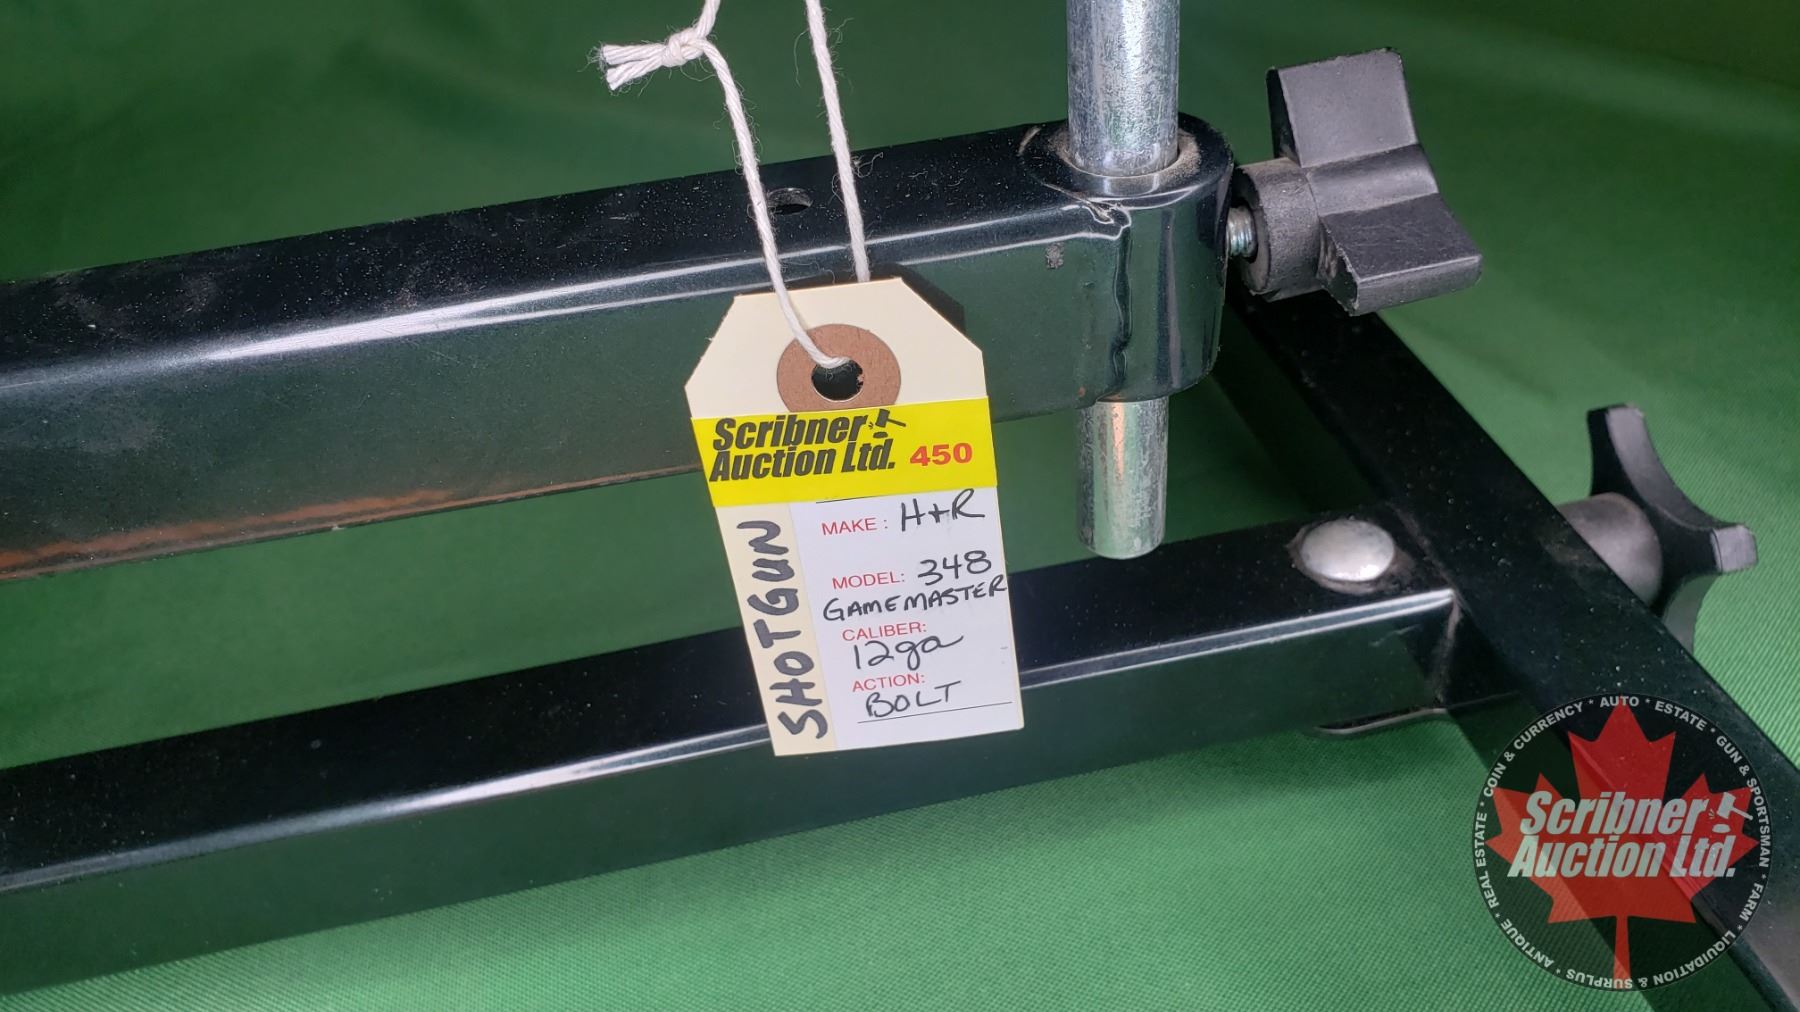 Scribner
Auction Ltd. 450
SHOTGUN
MAKE: H+R
MODEL: 348
GAMEMASTER
CALIBER:
12ga
ACTION:
BOLT
ANTIQUE * REAL ESTATE * COIN & CURRENCY * AUTO * ESTATE * GUN & SPORTSMAN * FARM * LIQUIDATION & SURPLUS *
Scribner
Auction Ltd.